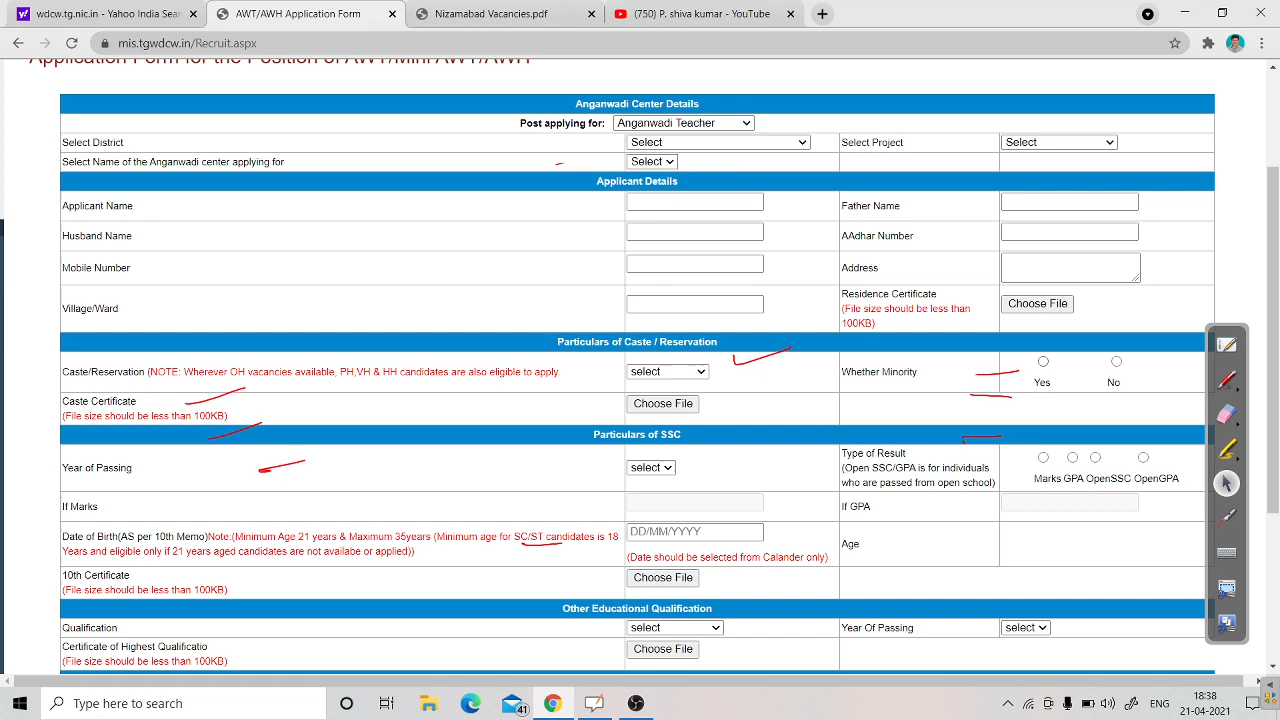 wdcw.tg.nic.in - Yahoo India Sear
AWT/AWH Application Form
Nizamabad Vacancies.pdf
(750) P. shiva kumar - YouTube
mis.tgwdcw.in/Recruit.aspx
Application Form for the Position of AWT/Mini AWT/AWH
Anganwadi Center Details
Post applying for: Anganwadi Teacher
Select District Select Select Project Select
Select Name of the Anganwadi center applying for Select
Applicant Details
Applicant Name Father Name
Husband Name AAdhar Number
Mobile Number Address
Village/Ward Residence Certificate
(File size should be less than
100KB) Choose File
Particulars of Caste / Reservation
Caste/Reservation (NOTE: Wherever OH vacancies available, PH,VH & HH candidates are also eligible to apply. select Whether Minority
Yes No
Caste Certificate
(File size should be less than 100KB) Choose File
Particulars of SSC
Year of Passing select Type of Result
(Open SSC/GPA is for individuals
who are passed from open school) Marks GPA OpenSSC OpenGPA
If Marks If GPA
Date of Birth(AS per 10th Memo)Note:(Minimum Age 21 years & Maximum 35years (Minimum age for SC/ST candidates is 18
Years and eligible only if 21 years aged candidates are not availabe or applied)) DD/MM/YYYY
(Date should be selected from Calander only) Age
10th Certificate
(File size should be less than 100KB) Choose File
Other Educational Qualification
Qualification select Year Of Passing select
Certificate of Highest Qualificatio
(File size should be less than 100KB) Choose File
Type here to search
41
ENG
18:38
21-04-2021